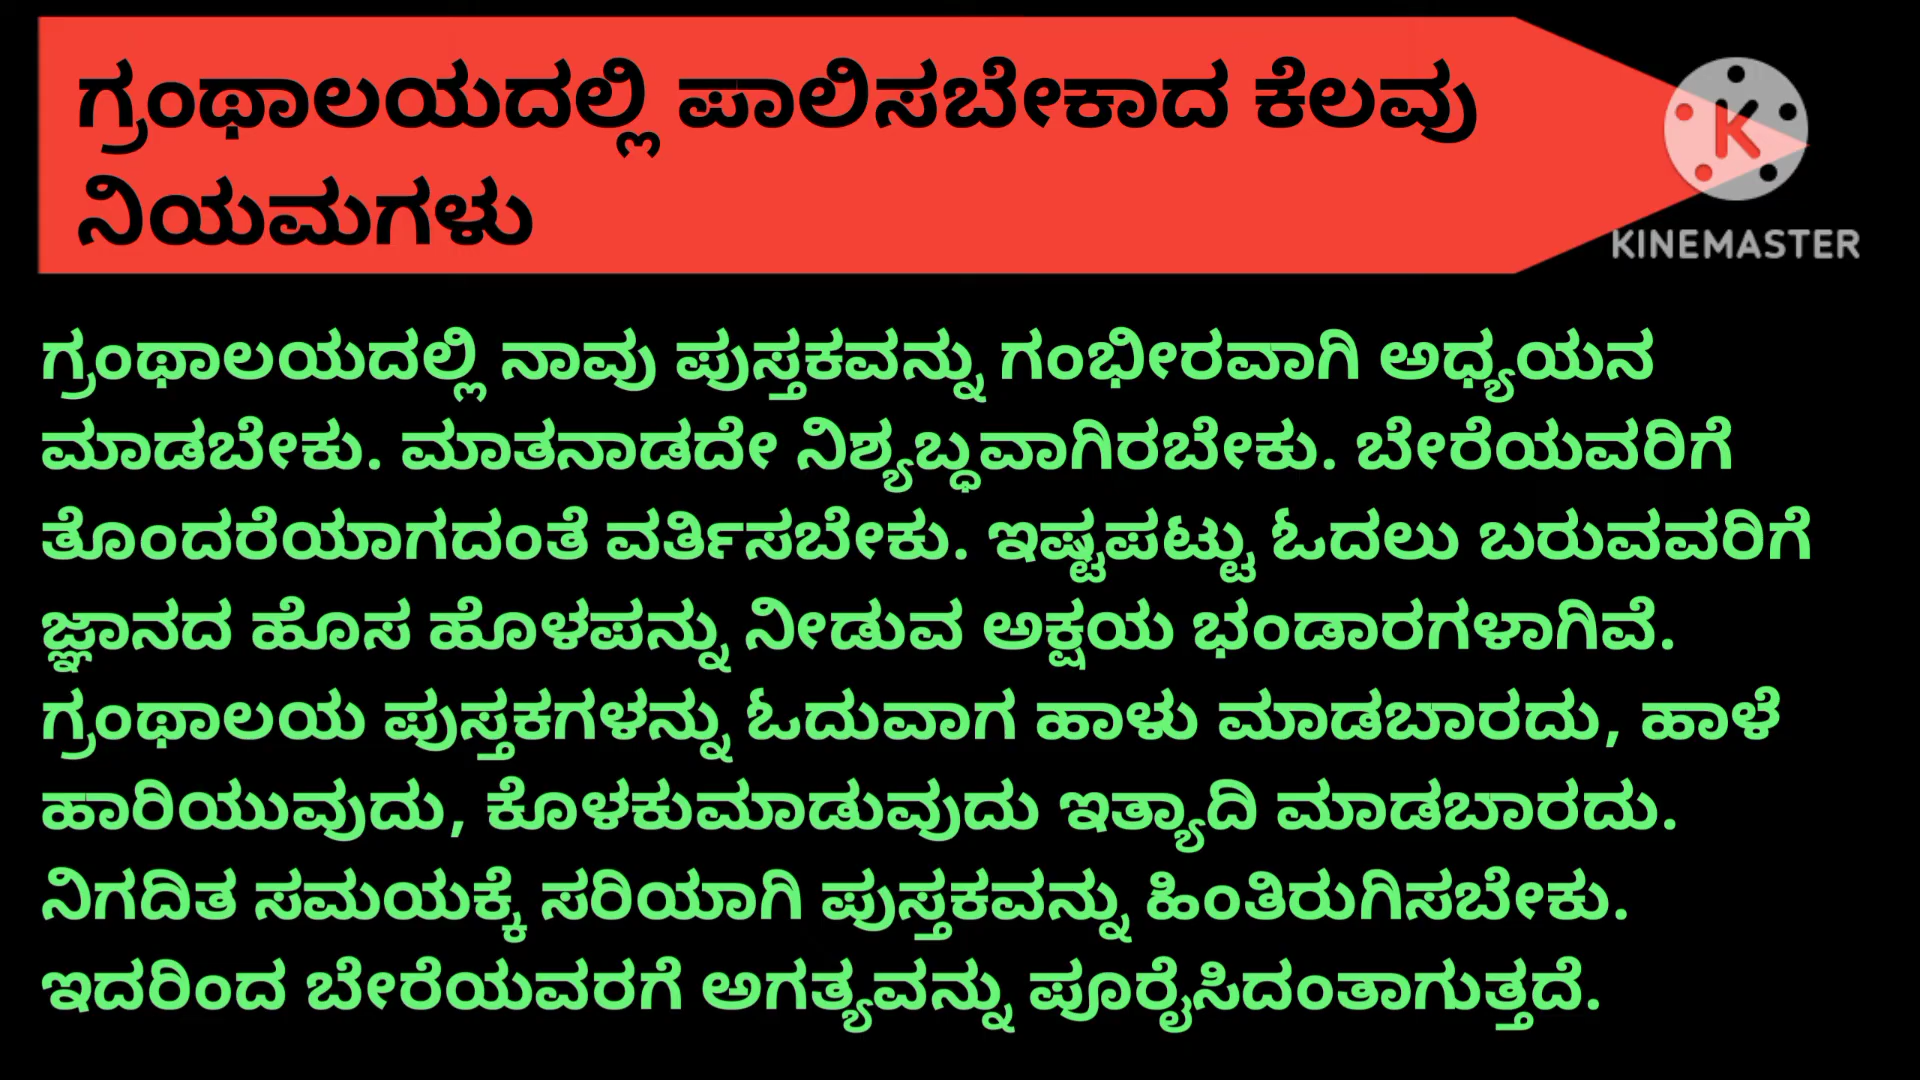 ಗ್ರಂಥಾಲಯದಲ್ಲಿ ಪಾಲಿಸಬೇಕಾದ ಕೆಲವು
ನಿಯಮಗಳು
K
KINEMASTER
ಗ್ರಂಥಾಲಯದಲ್ಲಿ ನಾವು ಪುಸ್ತಕವನ್ನು ಗಂಭೀರವಾಗಿ ಅಧ್ಯಯನ
ಮಾಡಬೇಕು. ಮಾತನಾಡದೇ ನಿಶ್ಯಬ್ಧವಾಗಿರಬೇಕು. ಬೇರೆಯವರಿಗೆ
ತೊಂದರೆಯಾಗದಂತೆ ವರ್ತಿಸಬೇಕು. ಇಷ್ಟಪಟ್ಟು ಓದಲು ಬರುವವರಿಗೆ
ಜ್ಞಾನದ ಹೊಸ ಹೊಳಪನ್ನು ನೀಡುವ ಅಕ್ಷಯ ಭಂಡಾರಗಳಾಗಿವೆ.
ಗ್ರಂಥಾಲಯ ಪುಸ್ತಕಗಳನ್ನು ಓದುವಾಗ ಹಾಳು ಮಾಡಬಾರದು, ಹಾಳೆ
ಹಾರಿಯುವುದು, ಕೊಳಕುಮಾಡುವುದು ಇತ್ಯಾದಿ ಮಾಡಬಾರದು.
ನಿಗದಿತ ಸಮಯಕ್ಕೆ ಸರಿಯಾಗಿ ಪುಸ್ತಕವನ್ನು ಹಿಂತಿರುಗಿಸಬೇಕು.
ಇದರಿಂದ ಬೇರೆಯವರಗೆ ಅಗತ್ಯವನ್ನು ಪೂರೈಸಿದಂತಾಗುತ್ತದೆ.